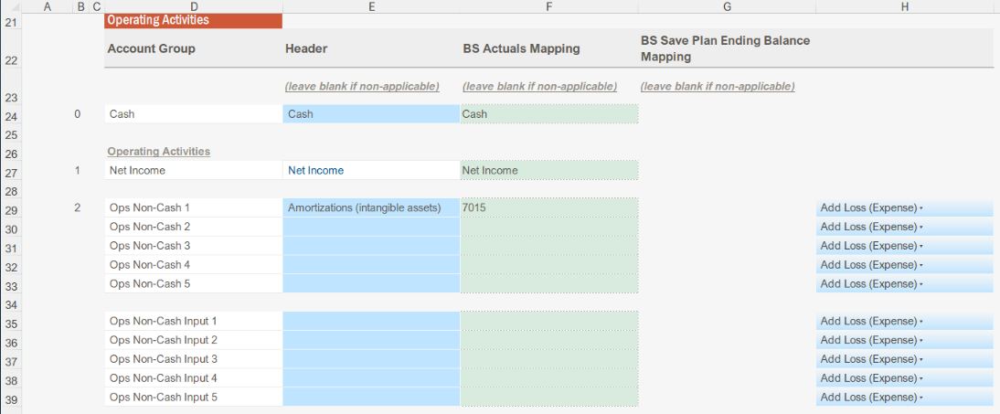 A B C D E F G H
21 Operating Activities
22 Account Group Header BS Actuals Mapping BS Save Plan Ending Balance
Mapping
23 (leave blank if non-applicable) (leave blank if non-applicable) (leave blank if non-applicable)
24 0 Cash Cash Cash
25
26 Operating Activities
27 1 Net Income Net Income Net Income
28
29 2 Ops Non-Cash 1 Amortizations (intangible assets) 7015 Add Loss (Expense)
30 Ops Non-Cash 2 Add Loss (Expense)
31 Ops Non-Cash 3 Add Loss (Expense)
32 Ops Non-Cash 4 Add Loss (Expense)
33 Ops Non-Cash 5 Add Loss (Expense)
34
35 Ops Non-Cash Input 1 Add Loss (Expense)
36 Ops Non-Cash Input 2 Add Loss (Expense)
37 Ops Non-Cash Input 3 Add Loss (Expense)
38 Ops Non-Cash Input 4 Add Loss (Expense)
39 Ops Non-Cash Input 5 Add Loss (Expense)